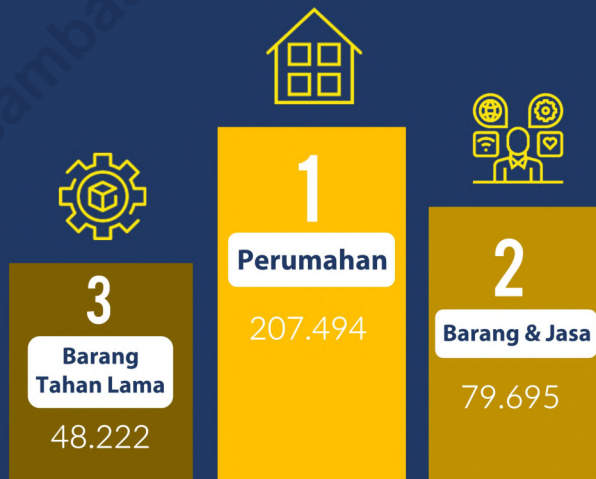 1
Perumahan
207.494
2
Barang & Jasa
79.695
3
Barang
Tahan Lama
48.222